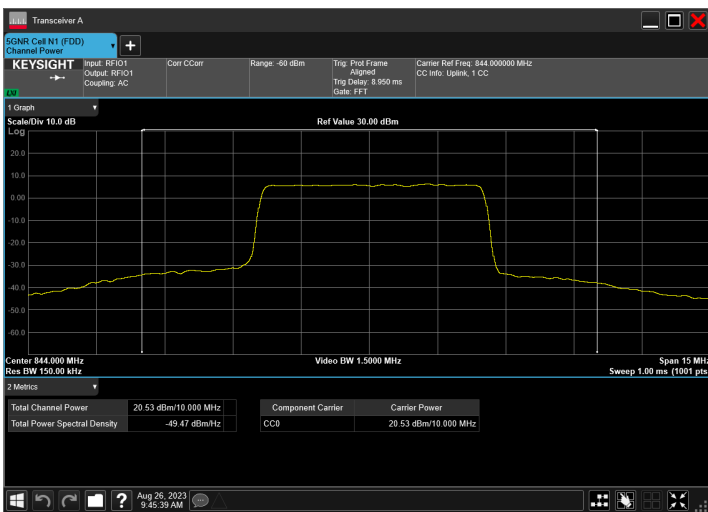 Transceiver A
5GNR Cell N1 (FDD)
Channel Power
KEYSIGHT
LXI
Input: RFIO1
Output: RFIO1
Coupling: AC
Corr CCorr
Range: -60 dBm
Trig: Prot Frame
Aligned
Trig Delay: 8.950 ms
Gate: FFT
Carrier Ref Freq: 844.000000 MHz
CC Info: Uplink, 1 CC
1 Graph
Scale/Div 10.0 dB
Ref Value 30.00 dBm
Log
20.0
10.0
0.00
-10.0
-20.0
-30.0
-40.0
-50.0
-60.0
Center 844.000 MHz
Video BW 1.5000 MHz
Span 15 MHz
Res BW 150.00 kHz
Sweep 1.00 ms (1001 pts
2 Metrics
Total Channel Power 20.53 dBm/10.000 MHz
Total Power Spectral Density -49.47 dBm/Hz
Component Carrier Carrier Power
CC0 20.53 dBm/10.000 MHz
Aug 26, 2023
9:45:39 AM